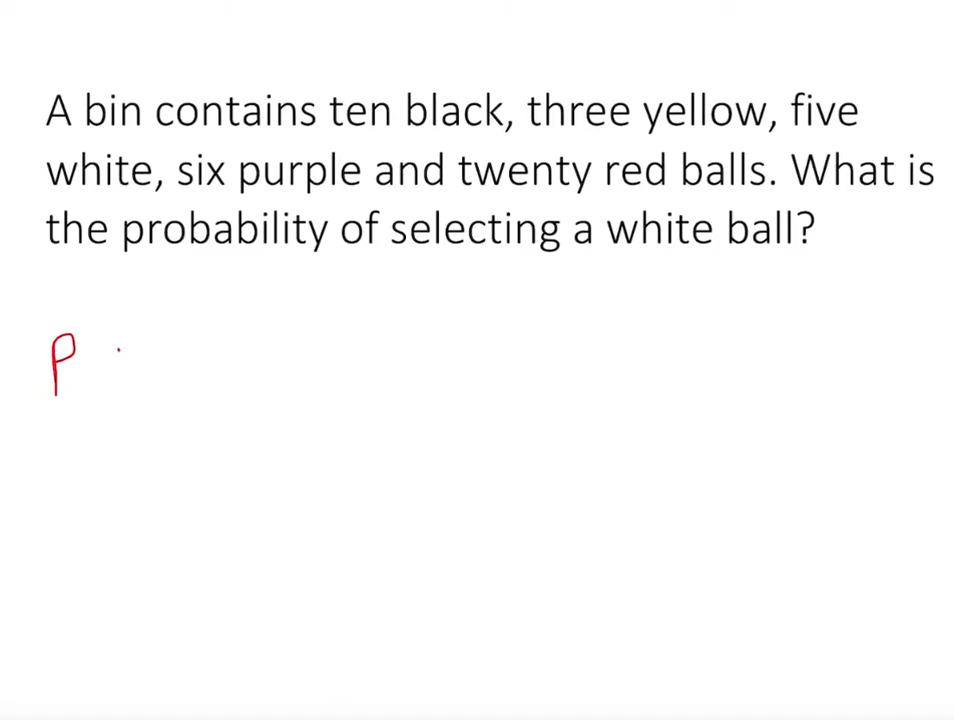 A bin contains ten black, three yellow, five
white, six purple and twenty red balls. What is
the probability of selecting a white ball?
P